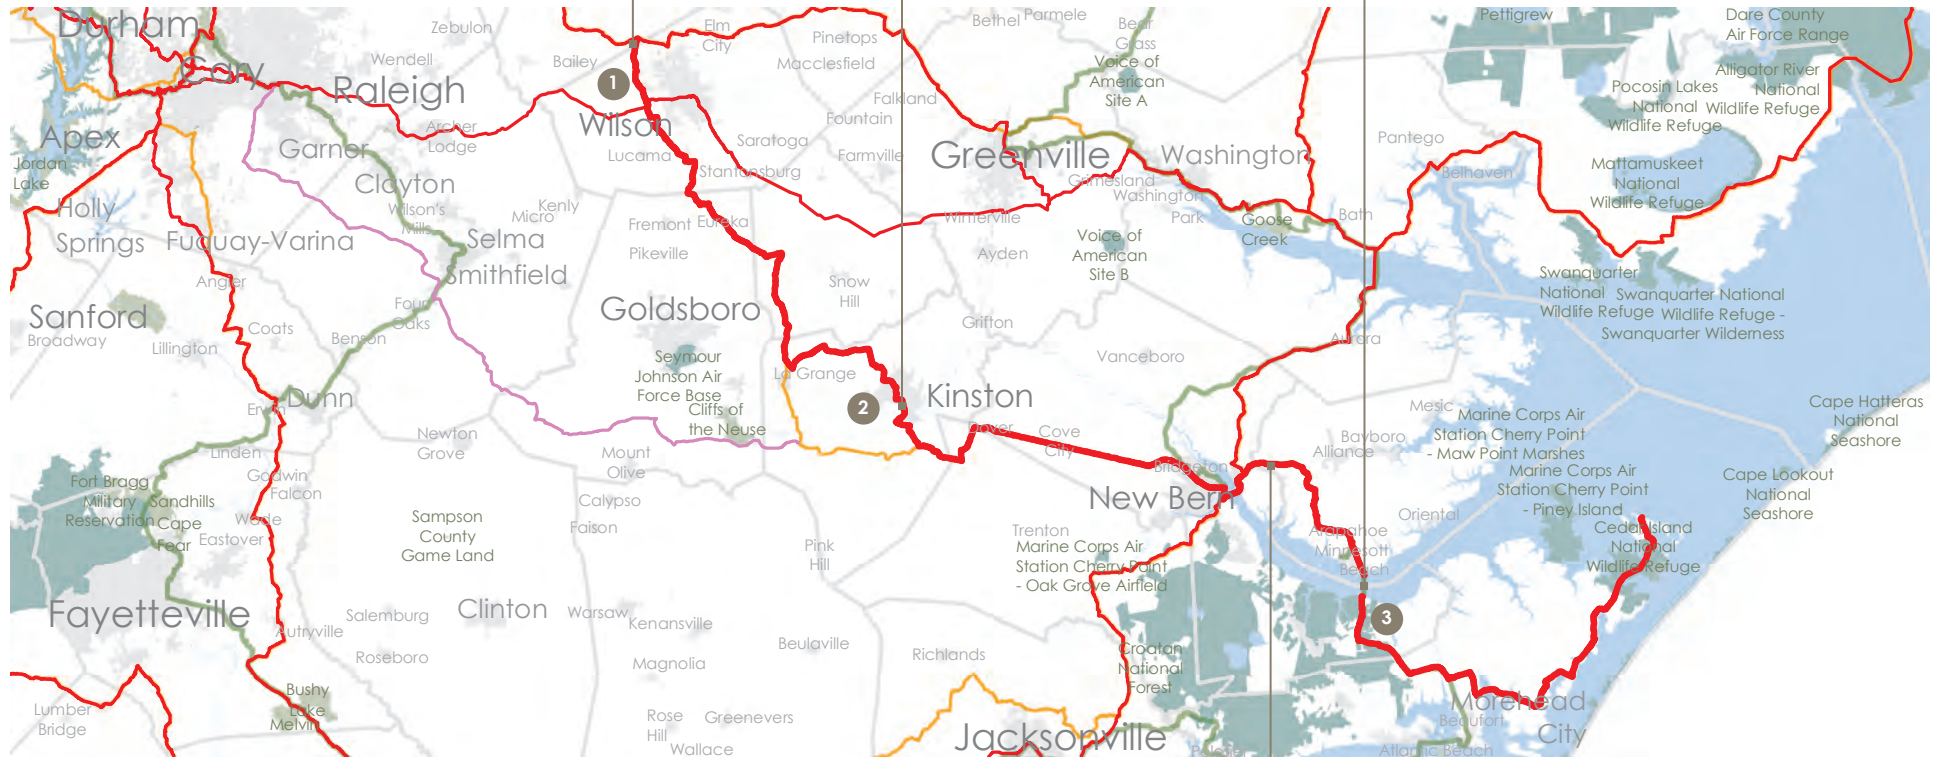 Durham
Zebulon
Elm
City
Bethel
Parmele
Bear
Grass
Pettigrew
Dare County
Air Force Range
Cary
Wendell
Bailey
Pinetops
Macclesfield
Voice of
American
Site A
Alligator River
National
Wildlife Refuge
Raleigh
1
Falkland
Pocosin Lakes
National
Wildlife Refuge
Apex
Archer
Lodge
Wilson
Fountain
Saratoga
Garner
Lucama
Farmville
Greenville
Washington
Pantego
Jordan
Lake
Clayton
Stantonsburg
Grimesland
Belhaven
Mattamuskeet
National
Wildlife Refuge
Holly
Springs
Wilson's
Mills
Micro
Kenly
Fremont
Eureka
Winterville
Washington
Park
Goose
Creek
Bath
Fuquay-Varina
Selma
Smithfield
Pikeville
Ayden
Voice of
American
Site B
Angier
Snow
Hill
Swanquarter
National
Wildlife Refuge
Swanquarter National
Wildlife Refuge -
Swanquarter Wilderness
Sanford
Broadway
Four
Oaks
Goldsboro
Coats
Lillington
Benson
Grifton
Aurora
Seymour
Johnson Air
Force Base
La Grange
Vanceboro
Erwin
Dunn
Cliffs of
the Neuse
2
Kinston
Mesic
Marine Corps Air
Station Cherry Point
- Maw Point Marshes
Cape Hatteras
National
Seashore
Newton
Grove
Dover
Cove
City
Bayboro
Alliance
Linden
Mount
Olive
Bridgeton
Marine Corps Air
Station Cherry Point
- Piney Island
Cape Lookout
National
Seashore
Fort Bragg
Military
Reservation
Sandhills
Godwin
Falcon
Calypso
New Bern
Cape
Fear
Wade
Eastover
Sampson
County
Game Land
Faison
Trenton
Oriental
Cedar Island
National
Wildlife Refuge
Pink
Hill
Marine Corps Air
Station Cherry Point
- Oak Grove Airfield
Arapahoe
Minnesott
Beach
Fayetteville
Salemburg
Clinton
Warsaw
Kenansville
3
Autryville
Roseboro
Magnolia
Beulaville
Richlands
Croatan
National
Forest
Lumber
Bridge
Bushy
Lake
Melvin
Rose
Hill
Greenevers
Wallace
Jacksonville
Morehead
City
Beaufort
Atlantic Beach